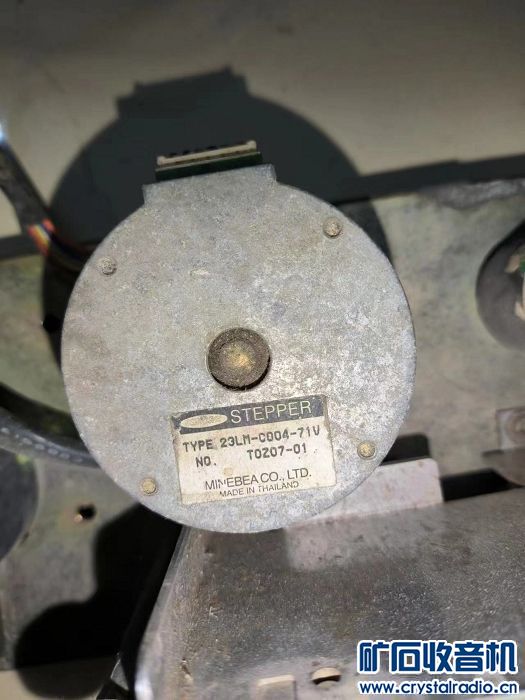 STEPPER
TYPE 23LM-C004-71V
NO. T0Z07-01
MINEBEA CO., LTD.
MADE IN THAILAND
矿石收音机
www.crystalradio.cn